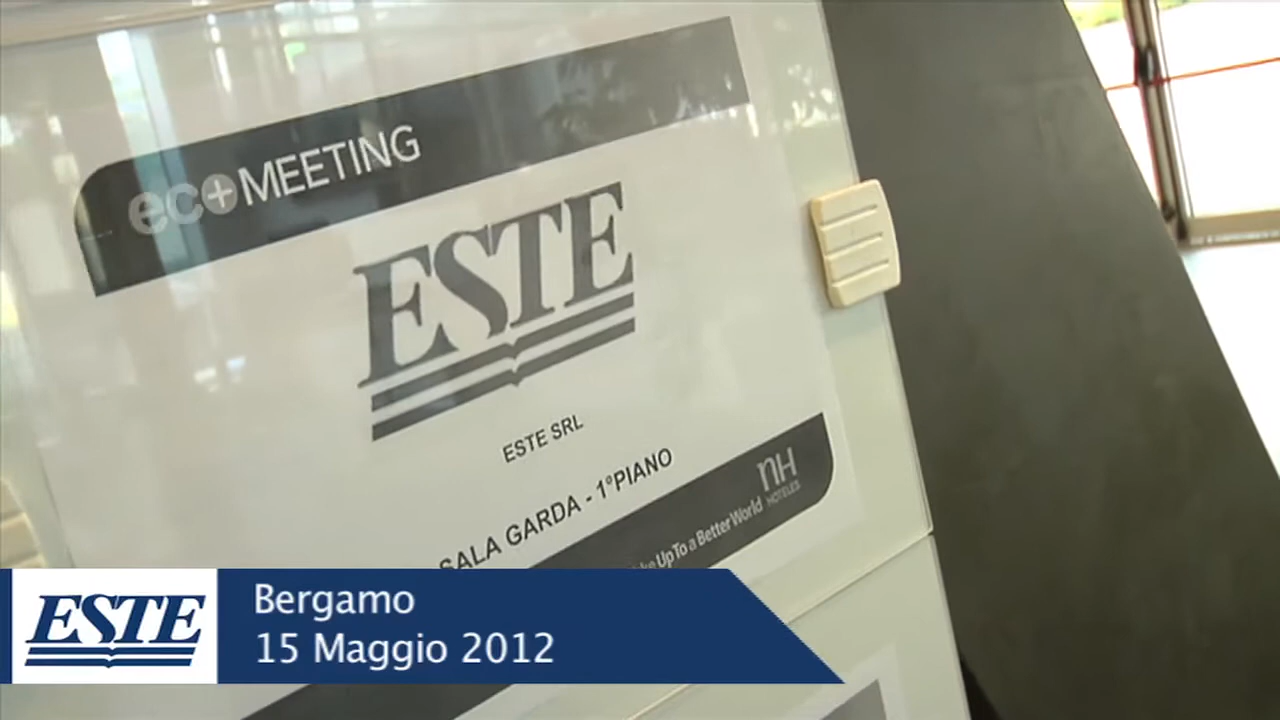 eco+MEETING
ESTE
ESTE SRL
SALA GARDA - 1°PIANO
Up To a Better World
nH
HOTELES
ESTE
Bergamo
15 Maggio 2012